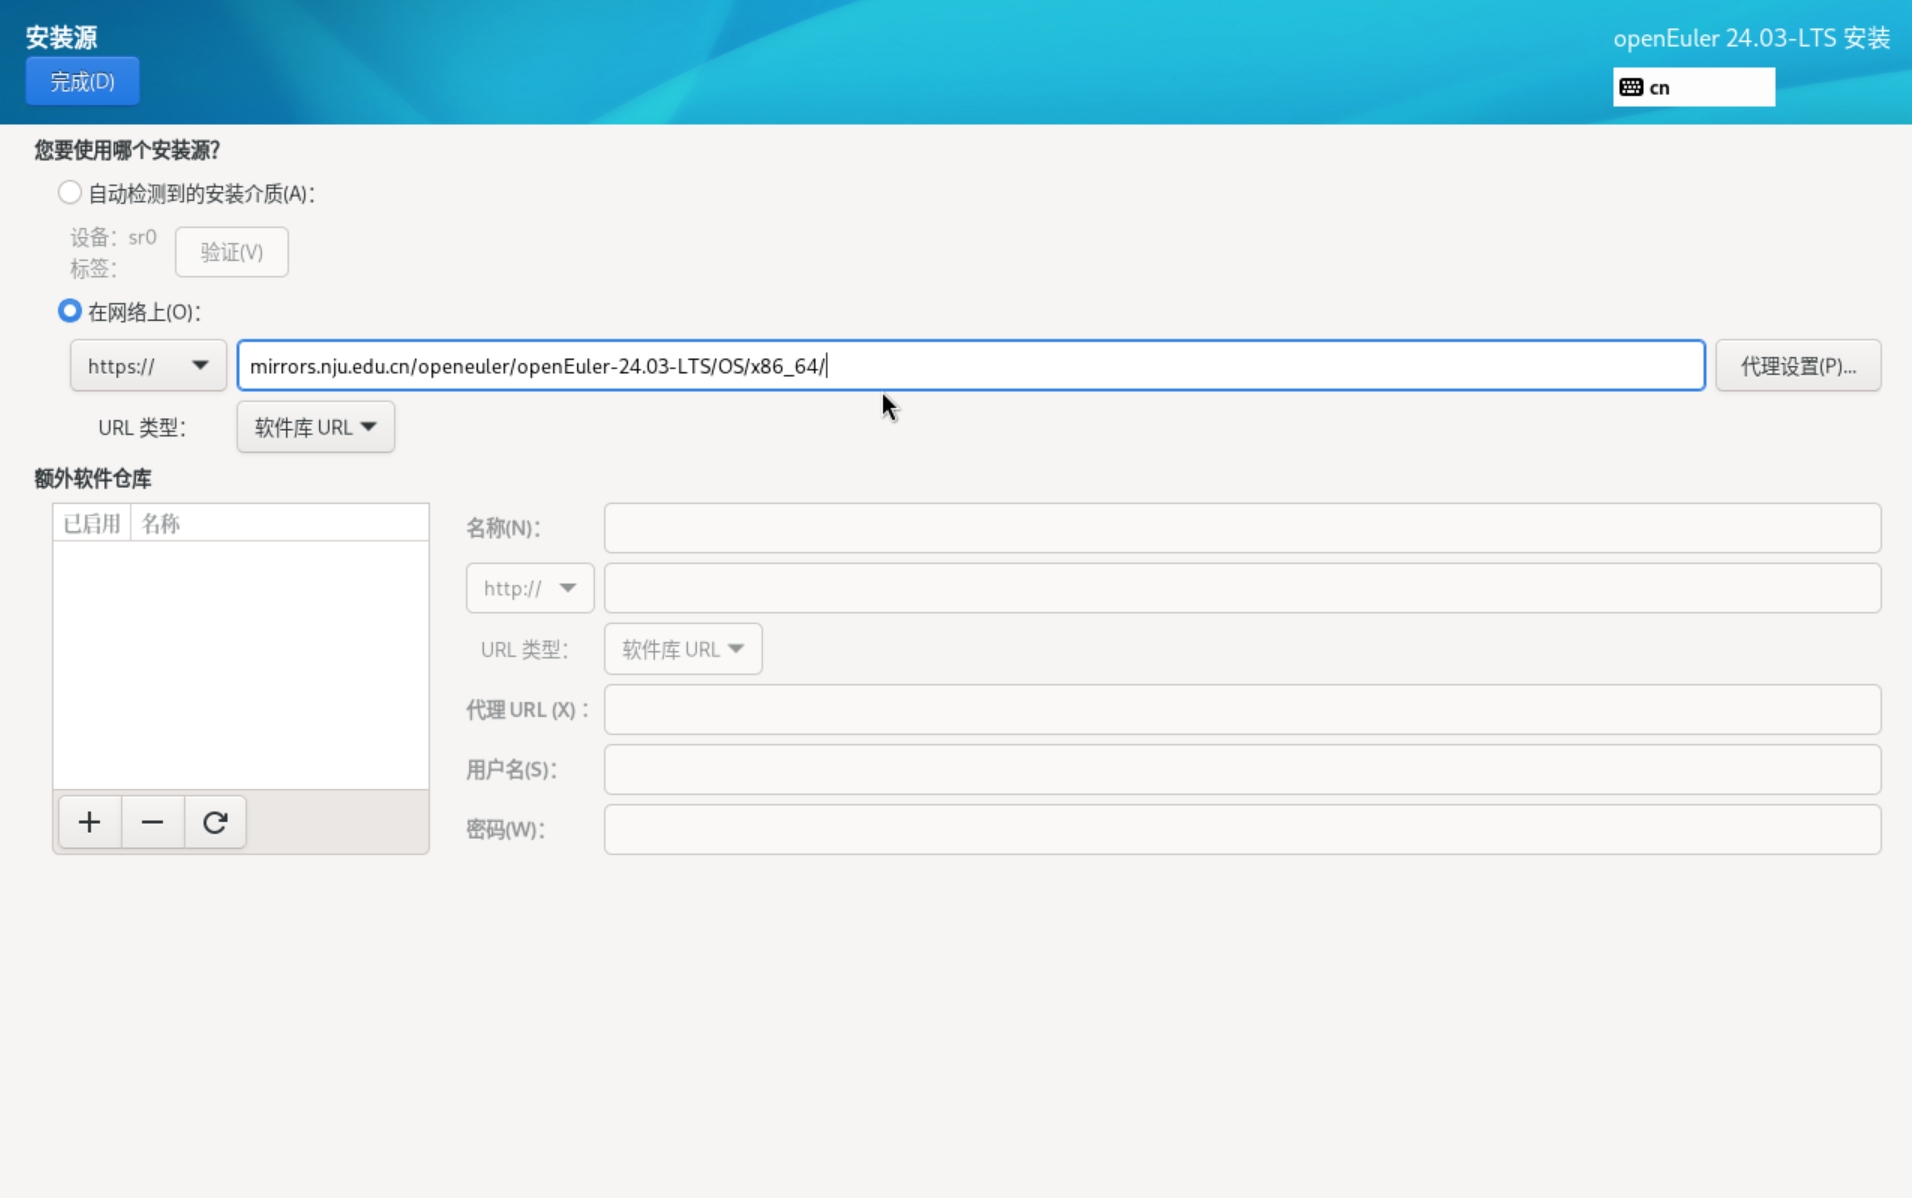 安装源
openEuler 24.03-LTS 安装
完成(D)
cn
您要使用哪个安装源?
自动检测到的安装介质(A)：
设备：sr0
标签：
验证(V)
在网络上(O)：
https://
mirrors.nju.edu.cn/openeuler/openEuler-24.03-LTS/OS/x86_64/
代理设置(P)...
URL 类型：
软件库 URL
额外软件仓库
已启用
名称
名称(N)：
http://
URL 类型：
软件库 URL
代理 URL (X)：
用户名(S)：
密码(W)：